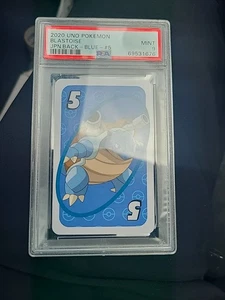 2020 UNO POKEMON
BLASTOISE
JPN BACK - BLUE - #5
MINT
9
5
5